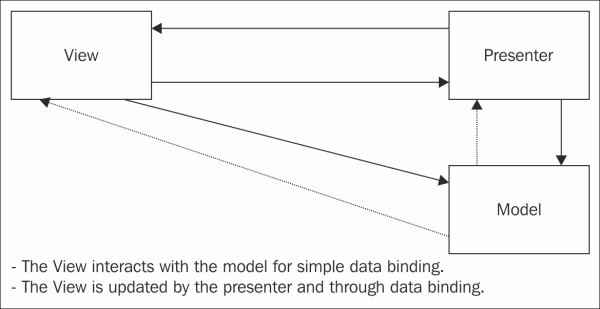 View
Presenter
Model
- The View interacts with the model for simple data binding.
- The View is updated by the presenter and through data binding.